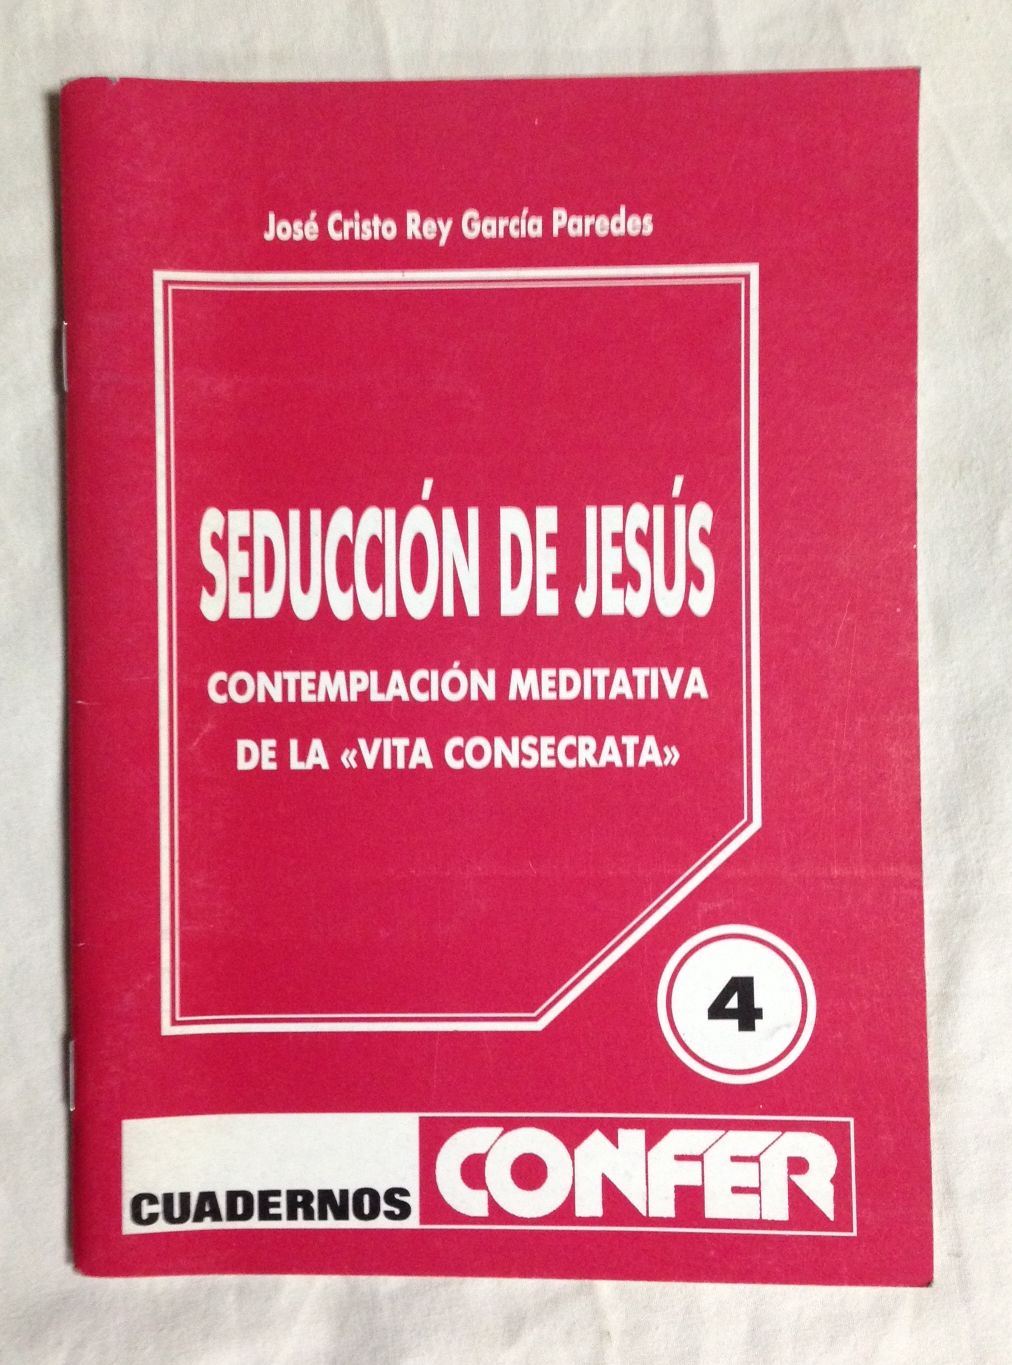 José Cristo Rey García Paredes
SEDUCCIÓN DE JESÚS
CONTEMPLACIÓN MEDITATIVA
DE LA «VITA CONSECRATA»
4
CUADERNOS CONFER